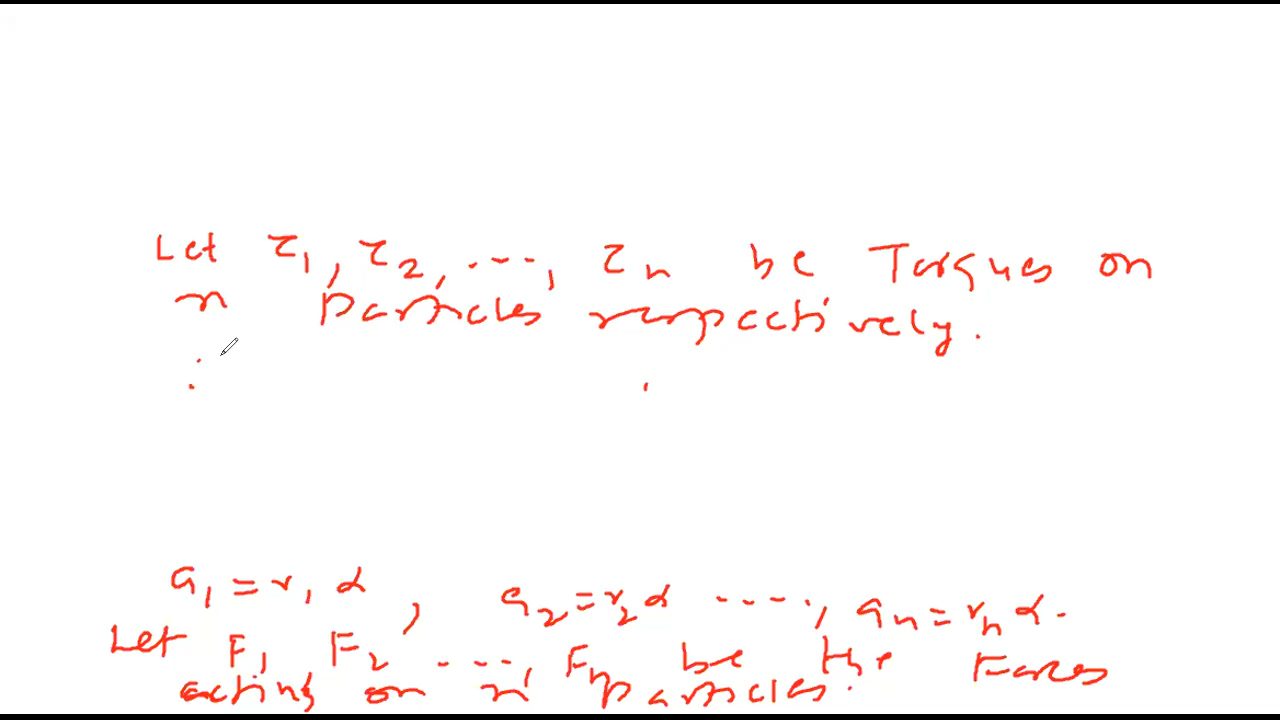 Let τ1, τ2, ...., τn be Torques on
n particles respectively.
∴
a1 = r1 α , a2 = r2 α ....., an = rn α.
Let F1, F2 ...., Fn be the Forces
acting on n particles.